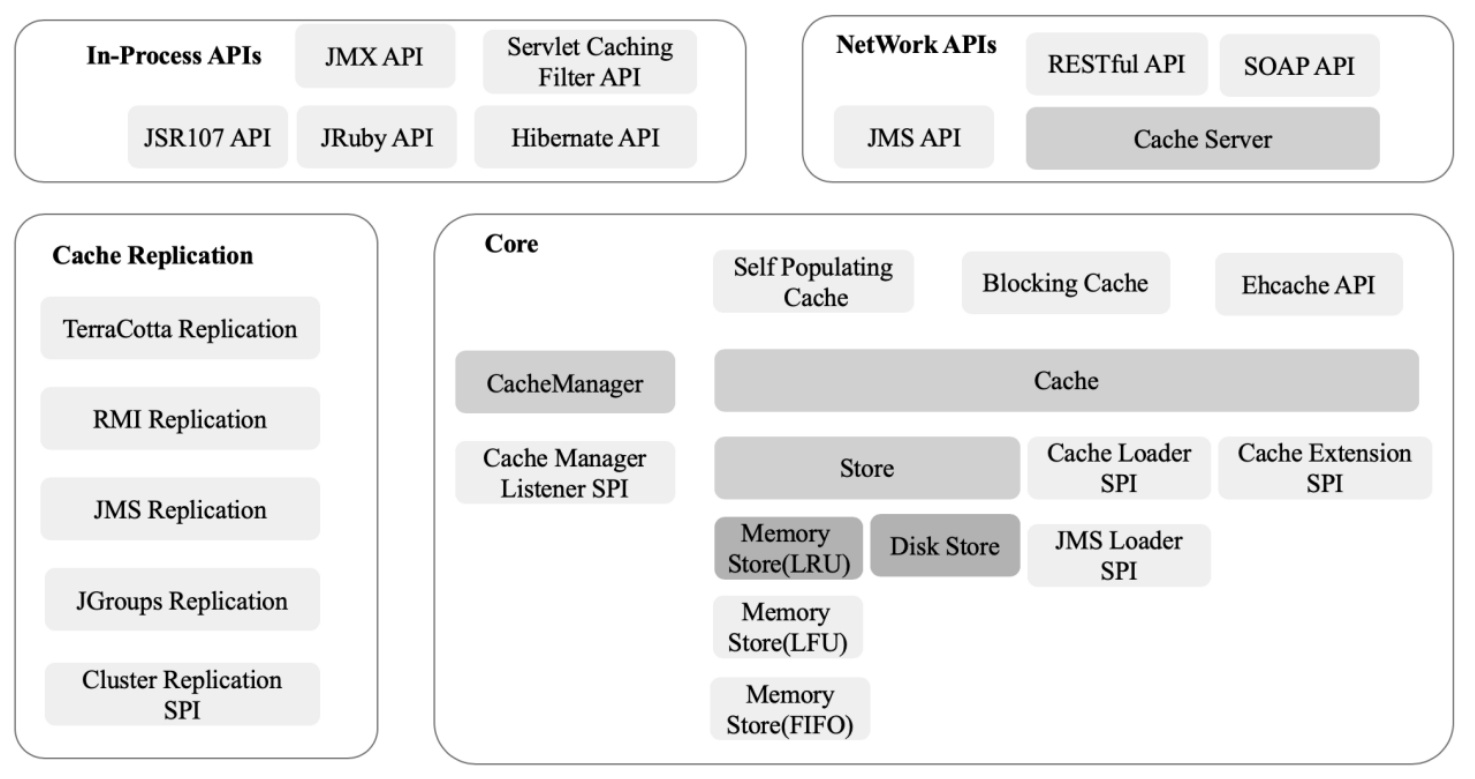 In-Process APIs
JMX API
Servlet Caching
Filter API
JSR107 API
JRuby API
Hibernate API
NetWork APIs
RESTful API
SOAP API
JMS API
Cache Server
Cache Replication
TerraCotta Replication
RMI Replication
JMS Replication
JGroups Replication
Cluster Replication
SPI
Core
Self Populating
Cache
Blocking Cache
Ehcache API
CacheManager
Cache
Cache Manager
Listener SPI
Store
Cache Loader
SPI
Cache Extension
SPI
Memory
Store(LRU)
Disk Store
JMS Loader
SPI
Memory
Store(LFU)
Memory
Store(FIFO)